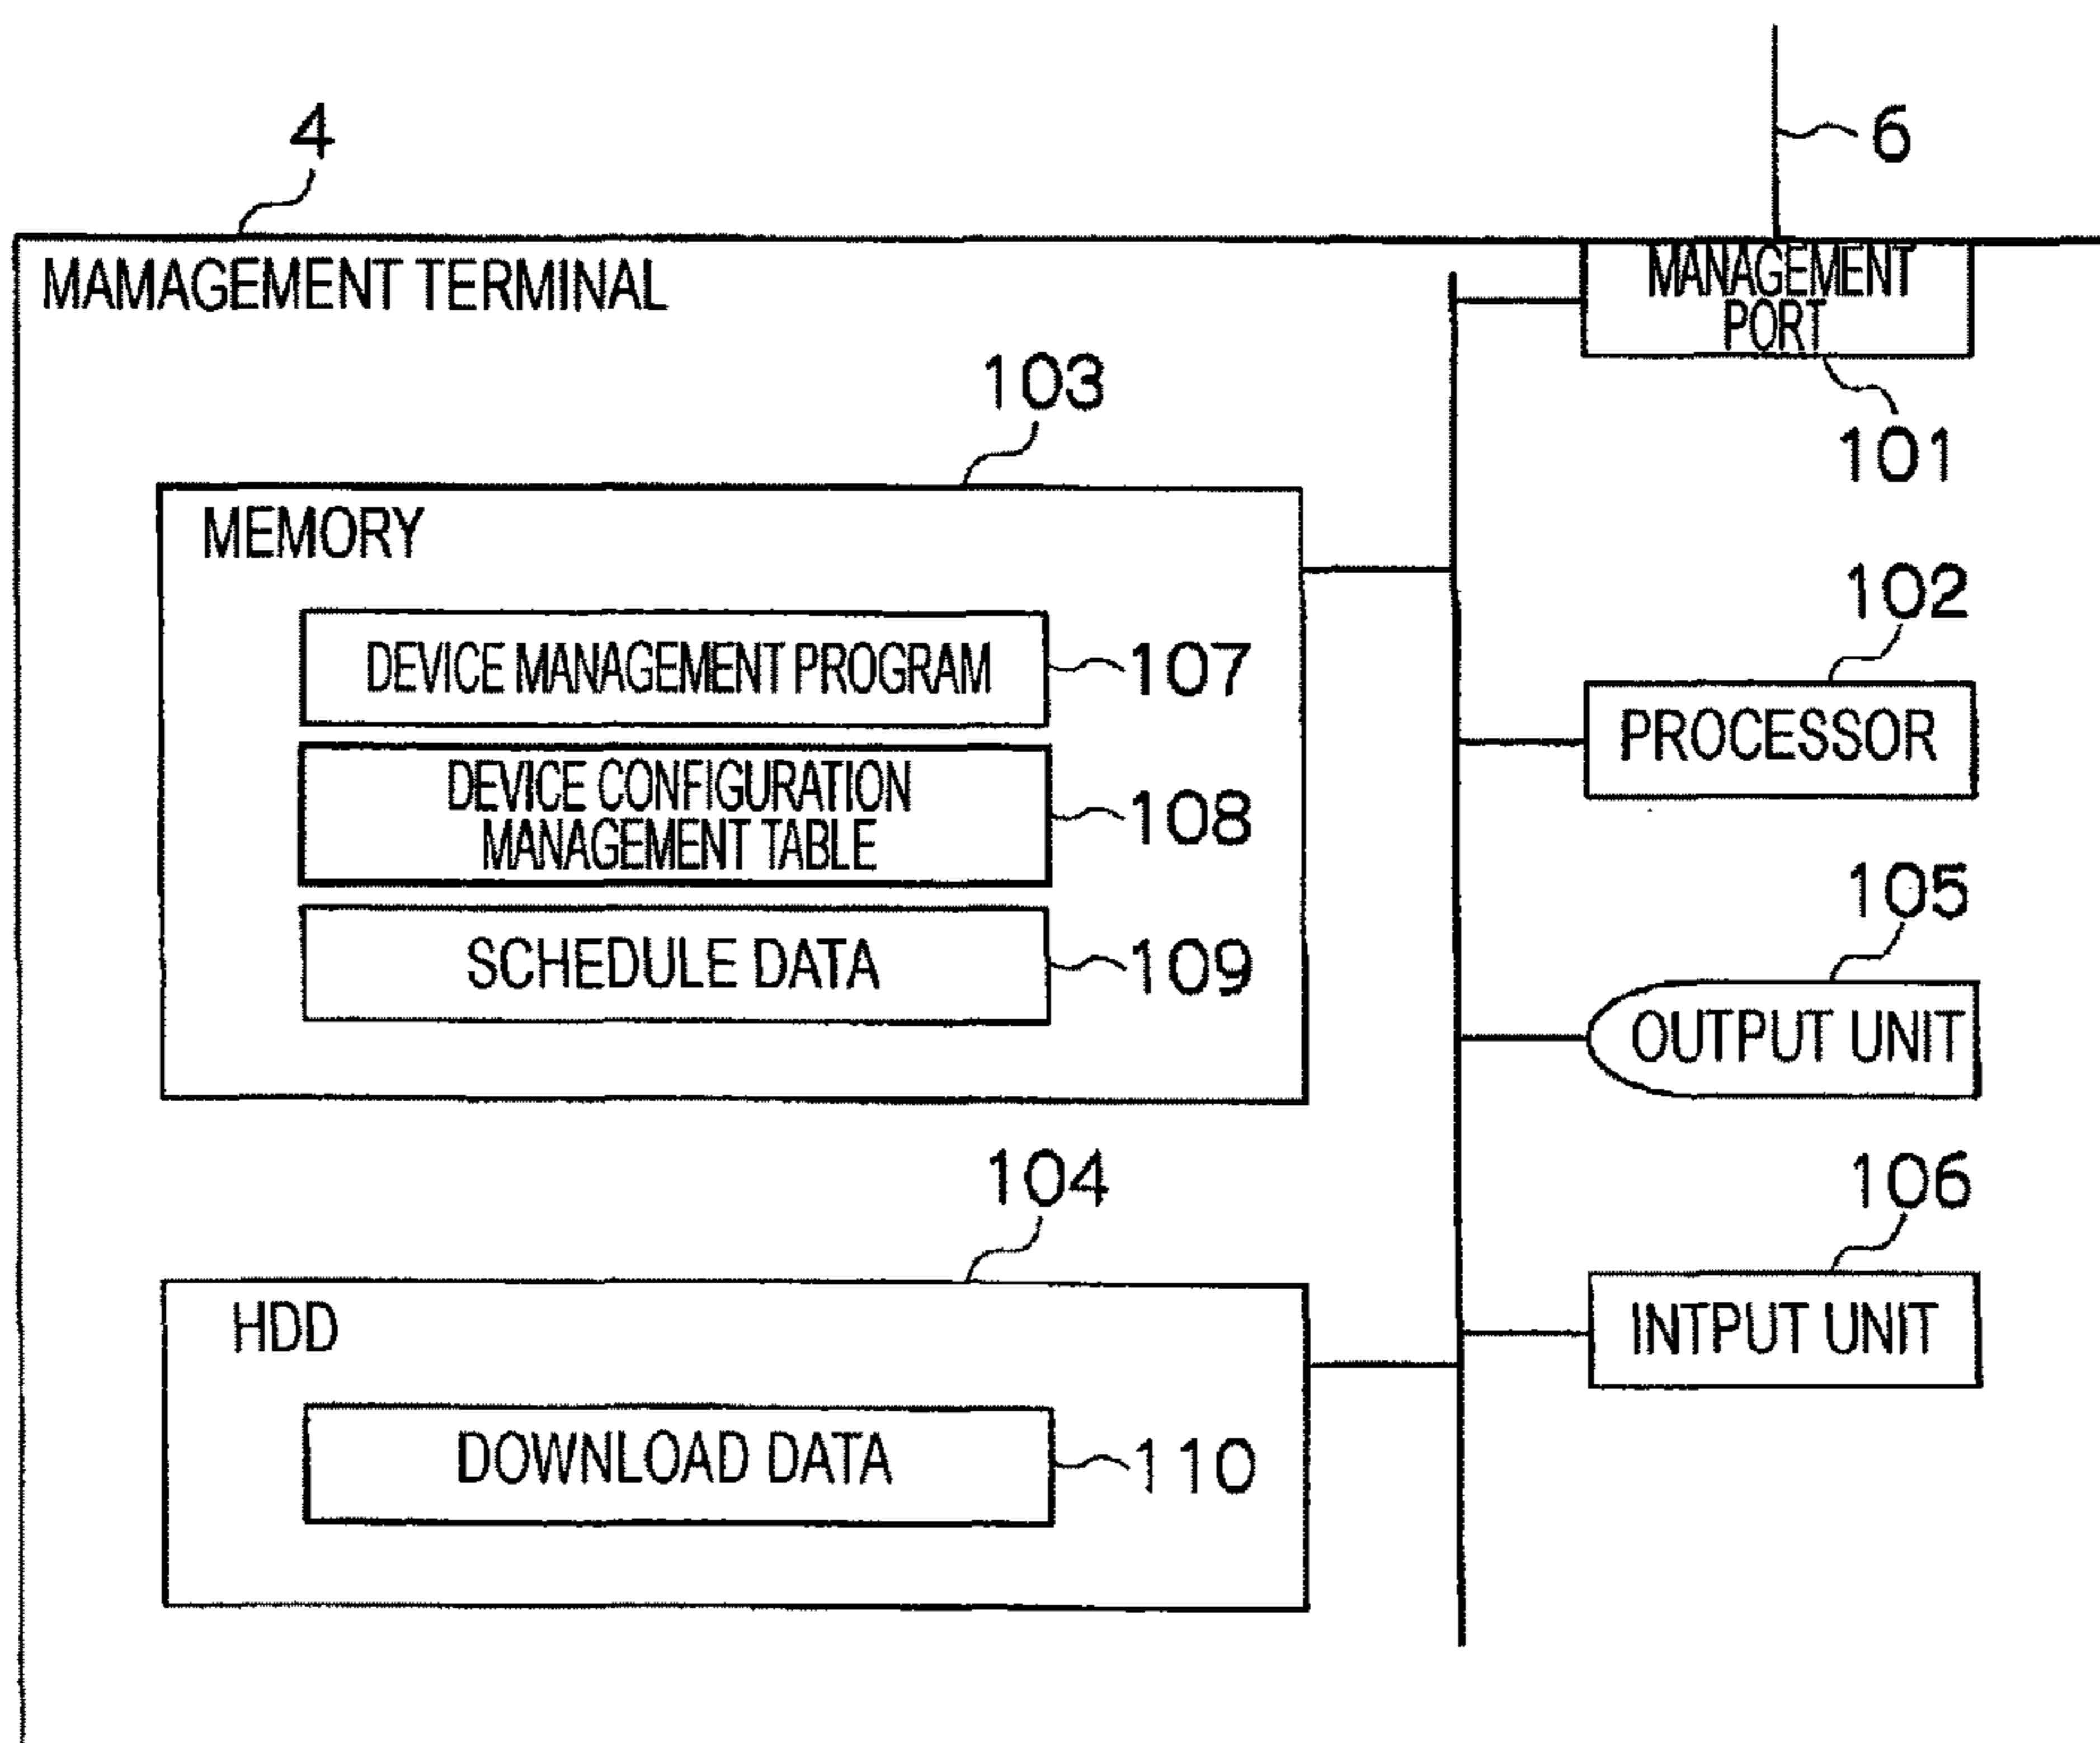 4
6
MAMAGEMENT TERMINAL
MANAGEMENT
PORT
101
103
MEMORY
DEVICE MANAGEMENT PROGRAM
107
DEVICE CONFIGURATION
MANAGEMENT TABLE
108
SCHEDULE DATA
109
102
PROCESSOR
105
OUTPUT UNIT
104
HDD
DOWNLOAD DATA
110
106
INTPUT UNIT